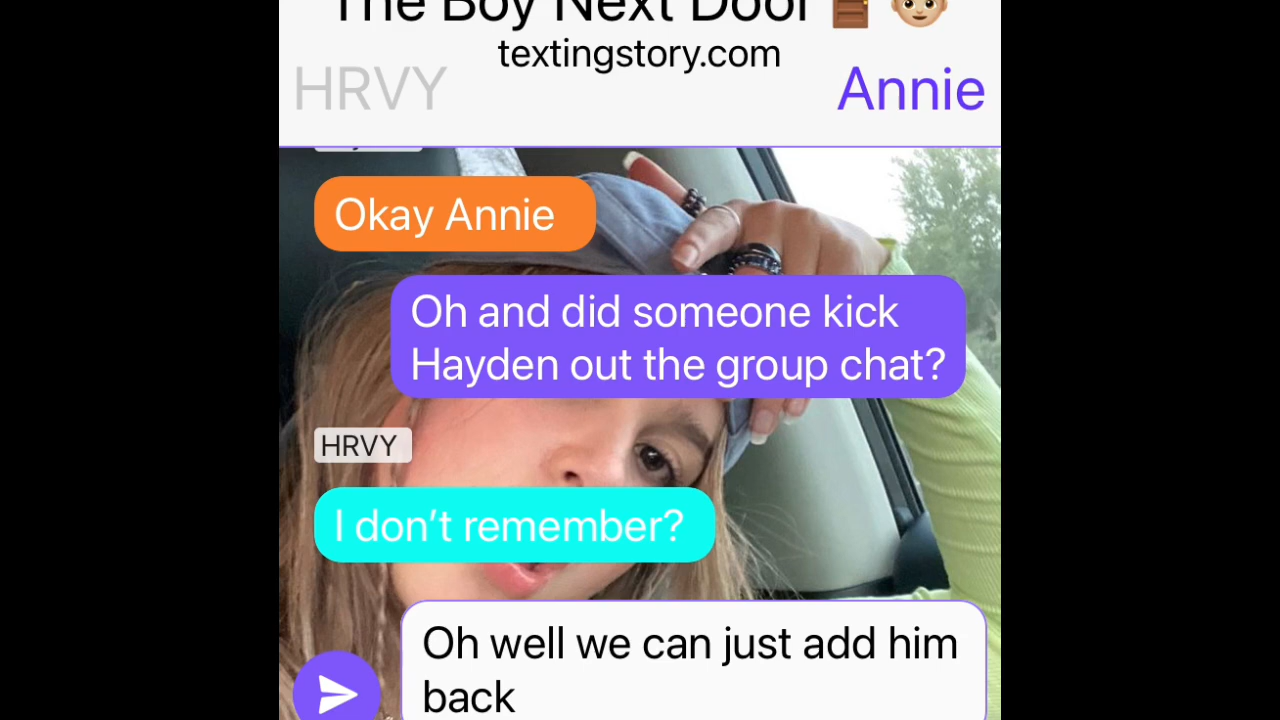 The Boy Next Door 🚪👦🏼
textingstory.com
HRVY
Annie
Okay Annie
Oh and did someone kick
Hayden out the group chat?
HRVY
I don’t remember?
Oh well we can just add him
back